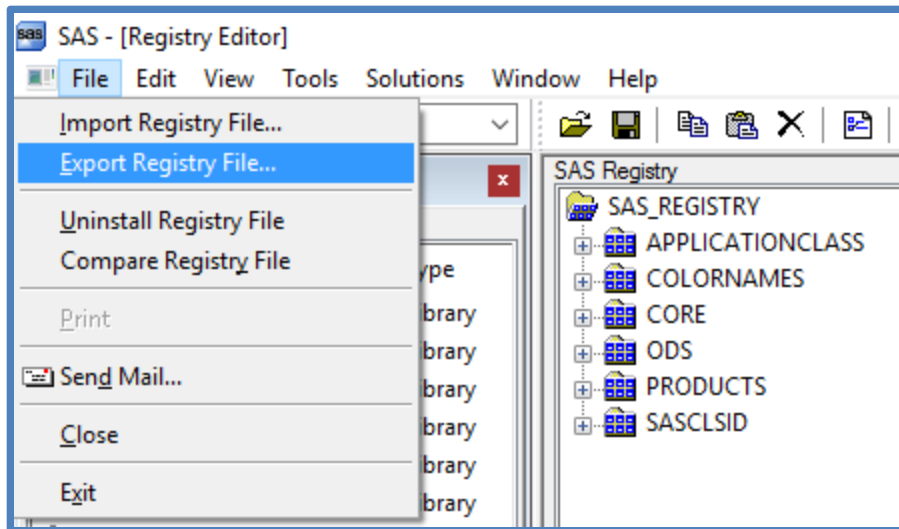 sas SAS - [Registry Editor]
File Edit View Tools Solutions Window Help
Import Registry File...
Export Registry File...
Uninstall Registry File
Compare Registry File
Print
Send Mail...
Close
Exit
ype
brary
brary
brary
brary
brary
brary
SAS Registry
SAS_REGISTRY
APPLICATIONCLASS
COLORNAMES
CORE
ODS
PRODUCTS
SASCLSID